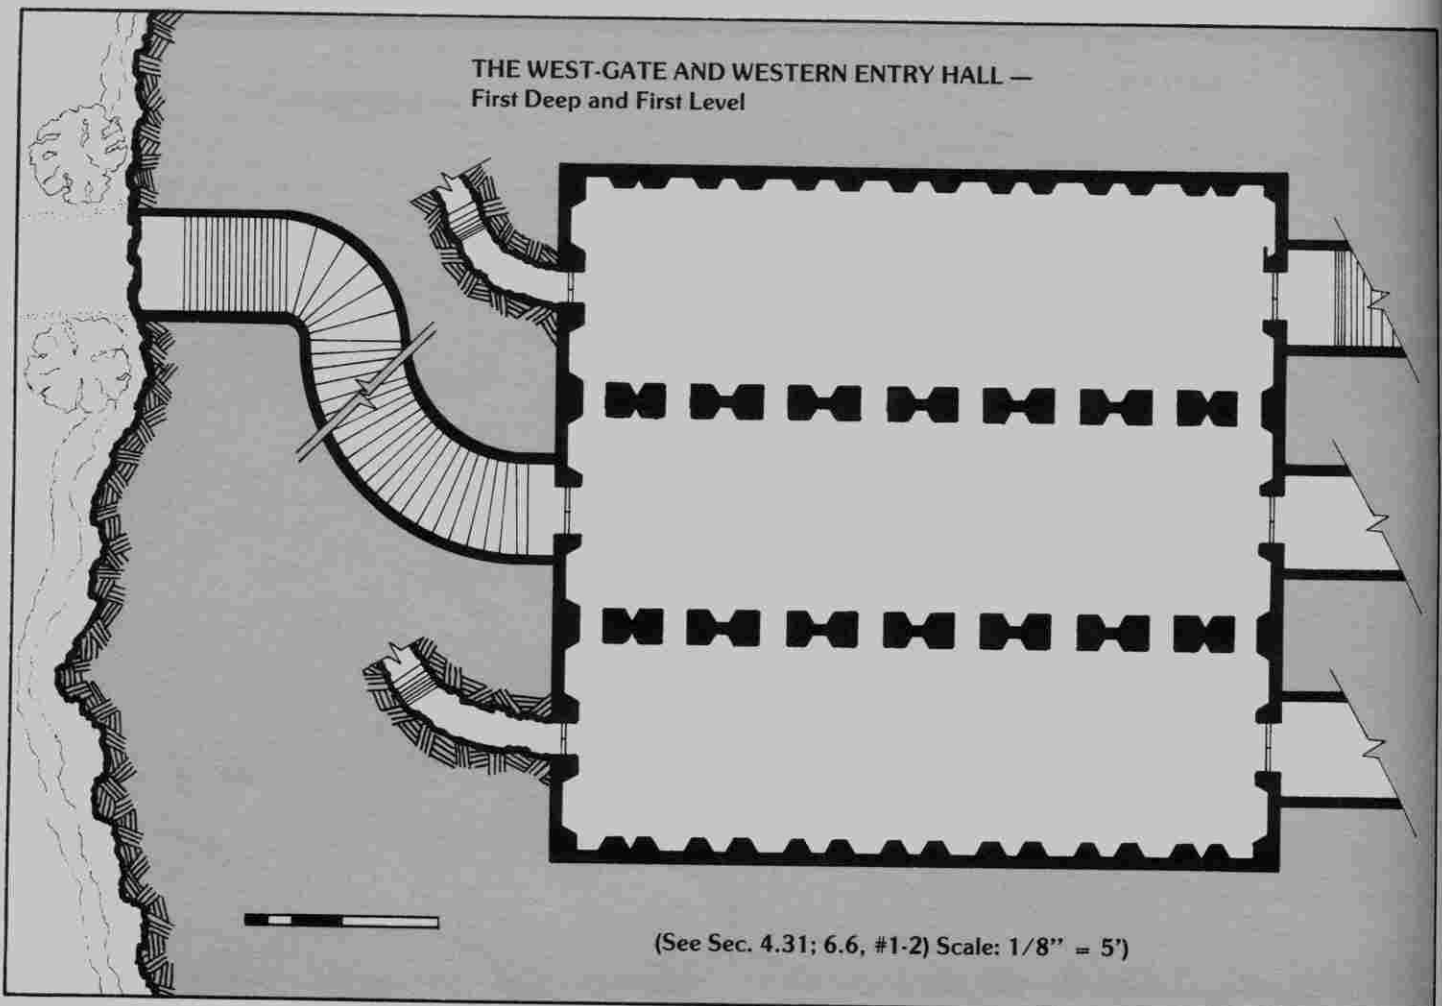 THE WEST-GATE AND WESTERN ENTRY HALL —
First Deep and First Level
(See Sec. 4.31; 6.6, #1-2) Scale: 1/8” = 5’)